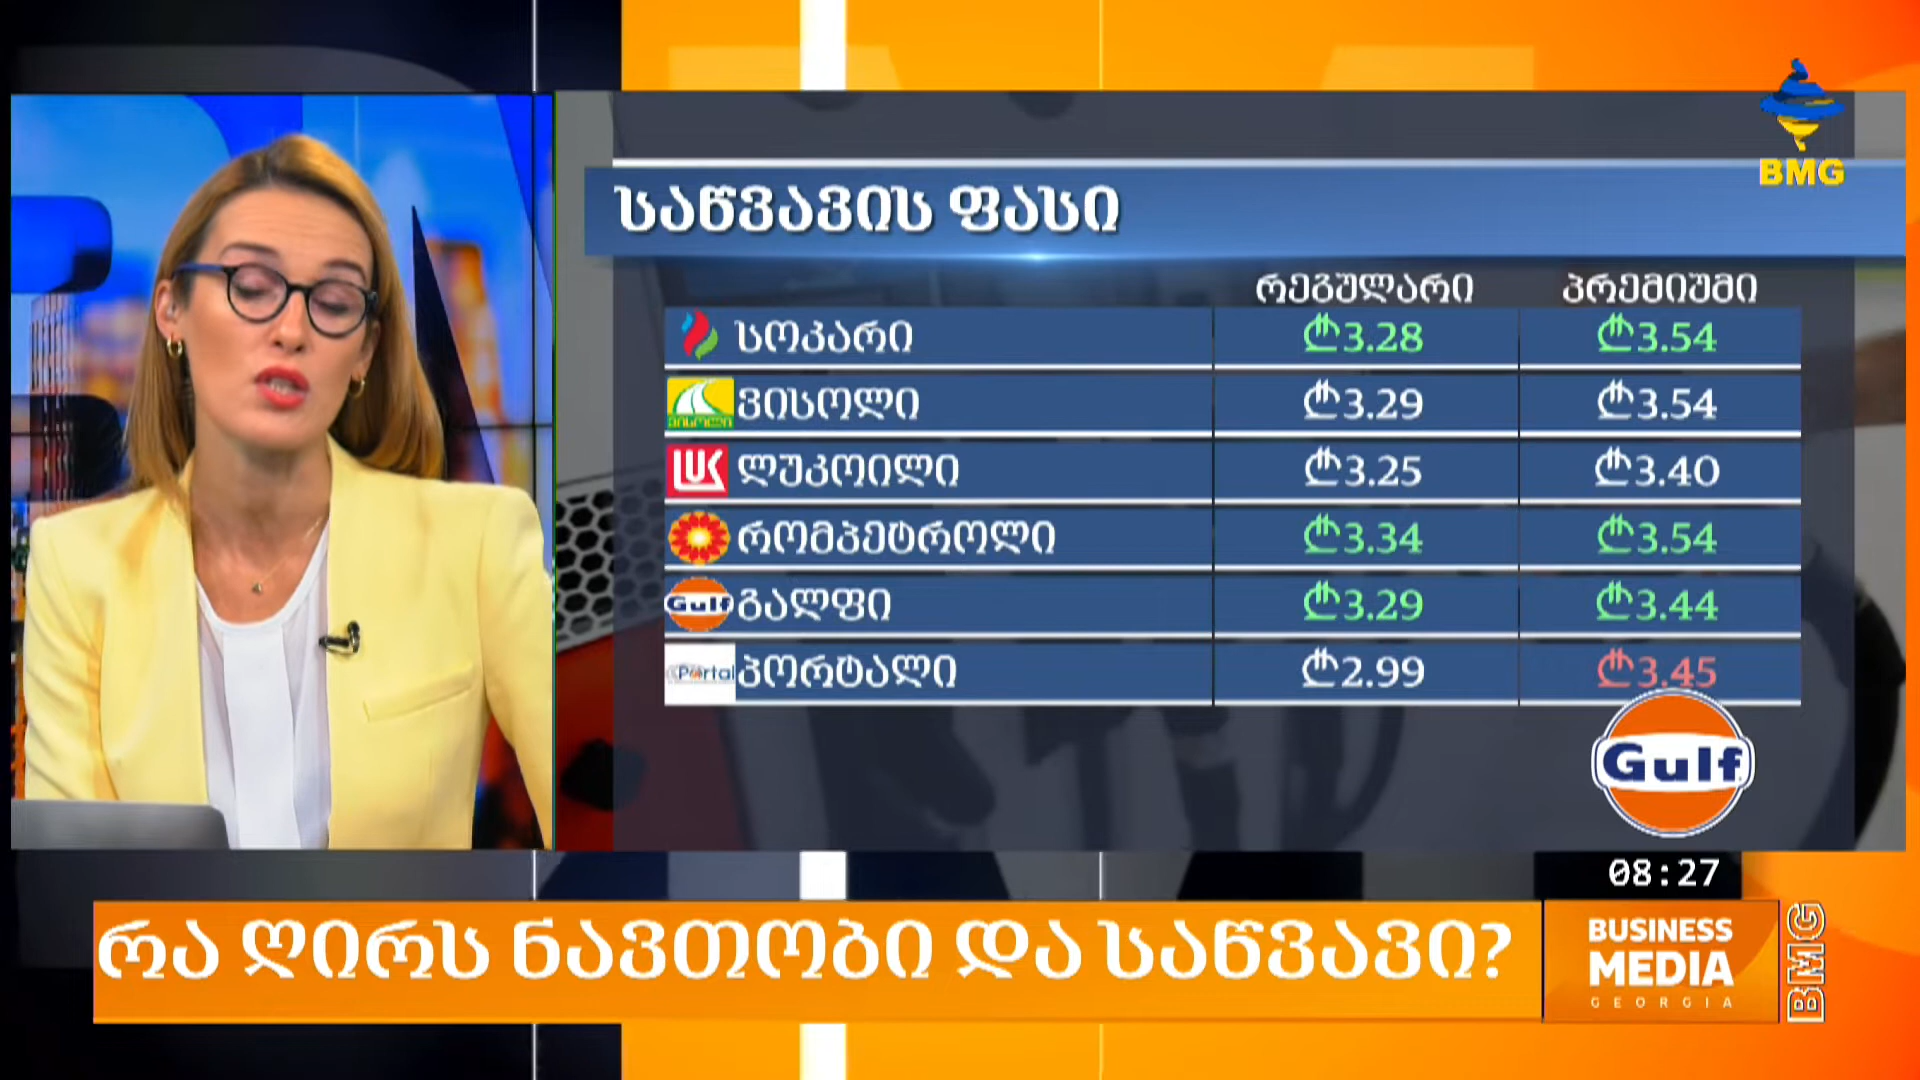 BMG
საწვავის ფასი
რეგულარი პრემიუმი
სოკარი ₾3.28 ₾3.54
ვისოლი ვისოლი ₾3.29 ₾3.54
LUK ლუკოილი ₾3.25 ₾3.40
რომპეტროლი ₾3.34 ₾3.54
Gulf გალფი ₾3.29 ₾3.44
Portal პორტალი ₾2.99 ₾3.45
Gulf
08:27
რა ღირს ნავთობი და საწვავი?
BUSINESS
MEDIA
GEORGIA
BMG